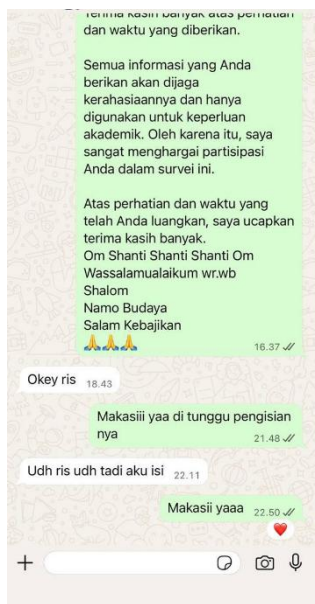 Terima kasih banyak atas perhatian
dan waktu yang diberikan.
Semua informasi yang Anda
berikan akan dijaga
kerahasiaannya dan hanya
digunakan untuk keperluan
akademik. Oleh karena itu, saya
sangat menghargai partisipasi
Anda dalam survei ini.
Atas perhatian dan waktu yang
telah Anda luangkan, saya ucapkan
terima kasih banyak.
Om Shanti Shanti Shanti Om
Wassalamualaikum wr.wb
Shalom
Namo Budaya
Salam Kebajikan
🙏🙏🙏 16.37
Okey ris 18.43
Makasiii yaa di tunggu pengisian
nya 21.48
Udh ris udh tadi aku isi 22.11
Makasii yaaa 22.50